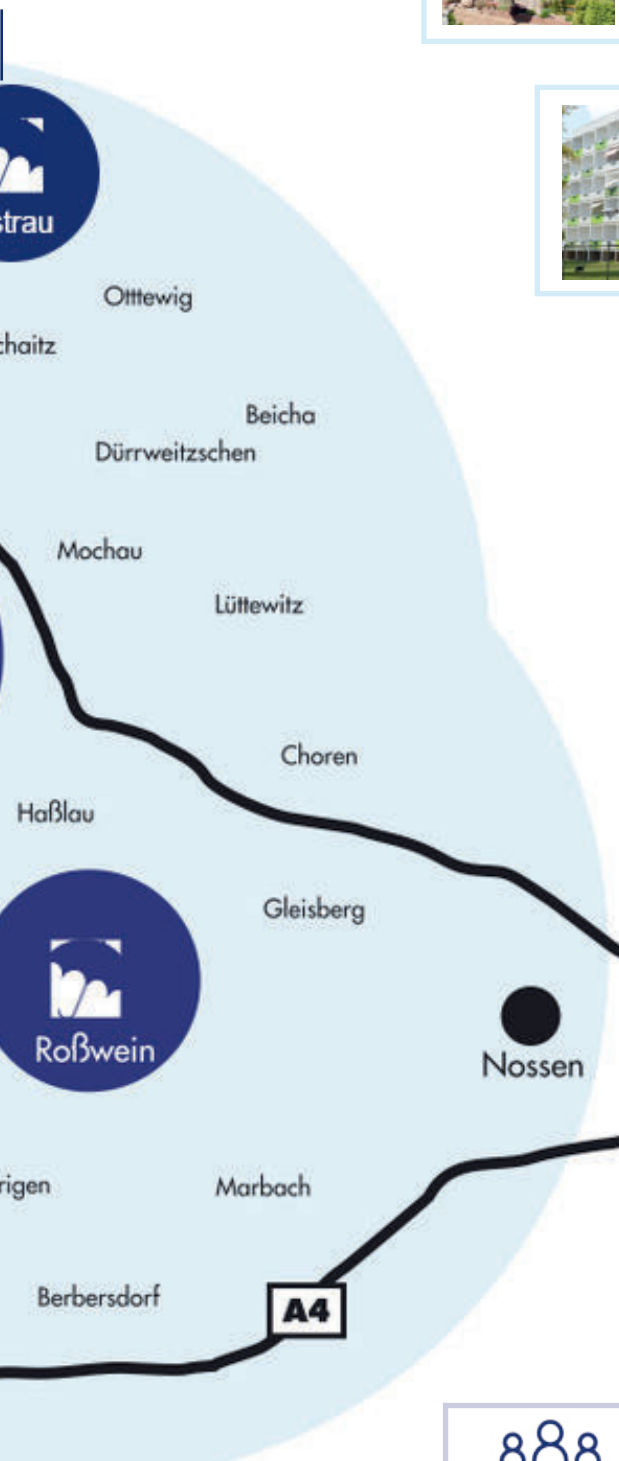 strau
Otttewig
chaitz
Beicha
Dürrweitzschen
Mochau
Lüttewitz
Choren
Haßlau
Gleisberg
Roßwein
Nossen
rigen
Marbach
Berbersdorf
A4